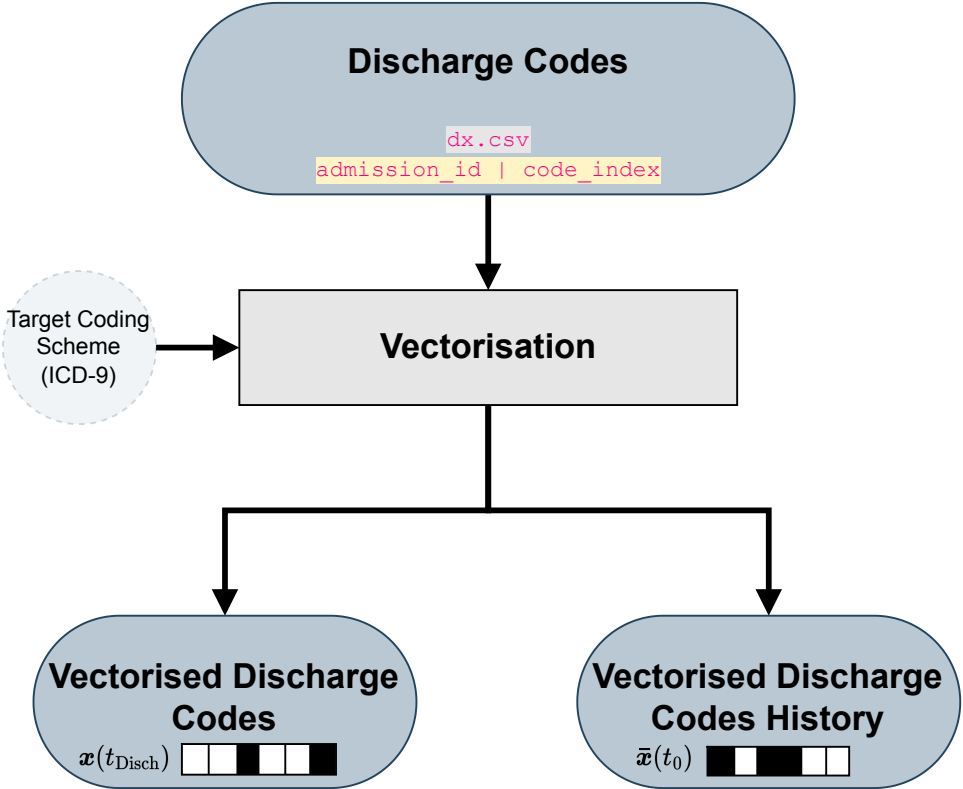 Discharge Codes
dx.csv
admission_id | code_index
Target Coding
Scheme
(ICD-9)
Vectorisation
Vectorised Discharge
Codes
x(t_Disch)
Vectorised Discharge
Codes History
x̄(t₀)